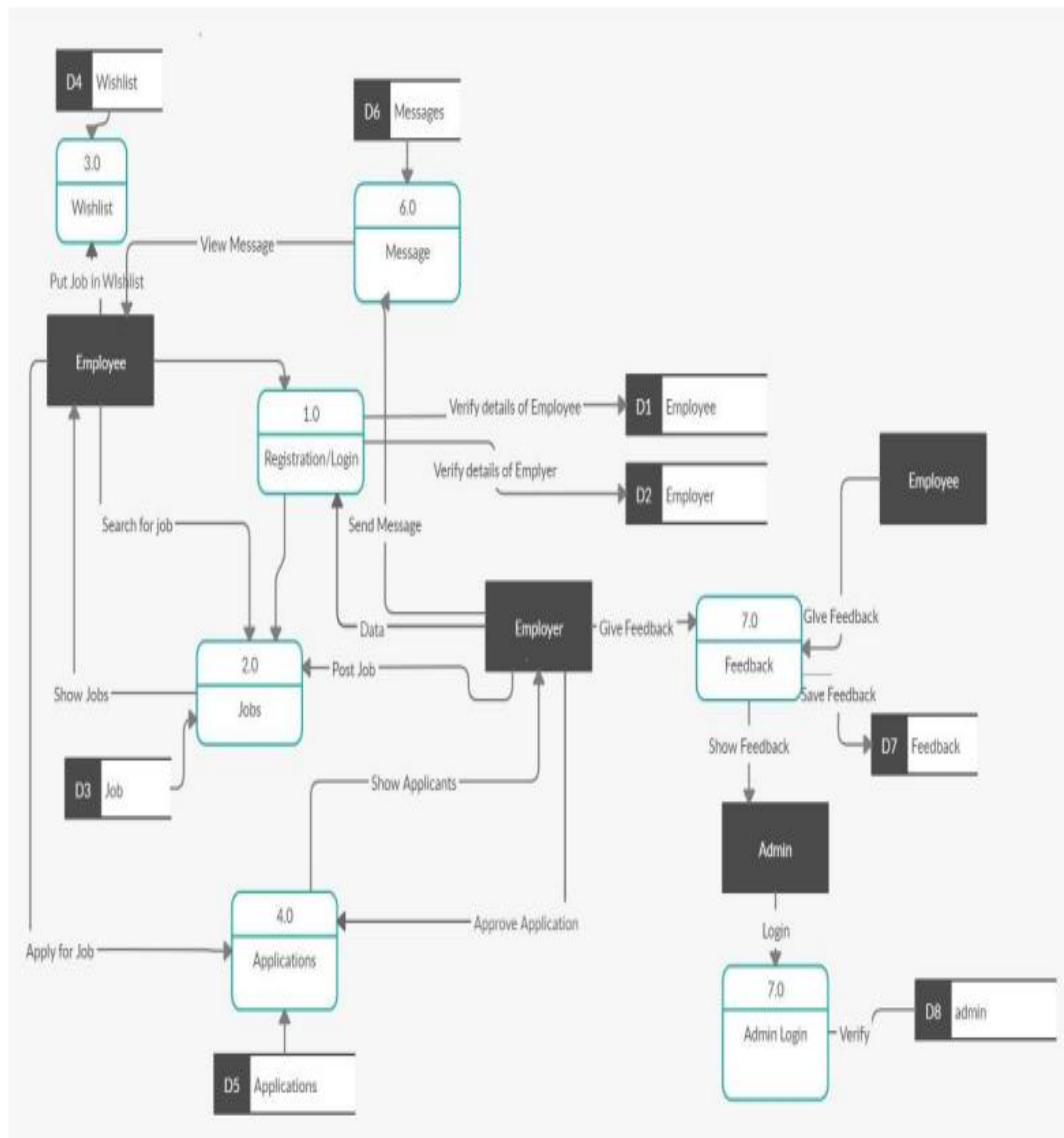 D4 Wishlist
3.0
Wishlist
D6 Messages
6.0
Message
View Message
Put Job in WIshlist
Employee
1.0
Registration/Login
Verify details of Employee
D1 Employee
Verify details of Emplyer
D2 Employer
Employee
Search for job
Send Message
Data
Employer
Give Feedback
7.0
Feedback
GIve Feedback
Save Feedback
D7 Feedback
Post Job
2.0
Jobs
Show Jobs
D3 Job
Show Feedback
Show Applicants
Admin
4.0
Applications
Approve Application
Apply for Job
Login
7.0
Admin Login
Verify
D8 admin
D5 Applications